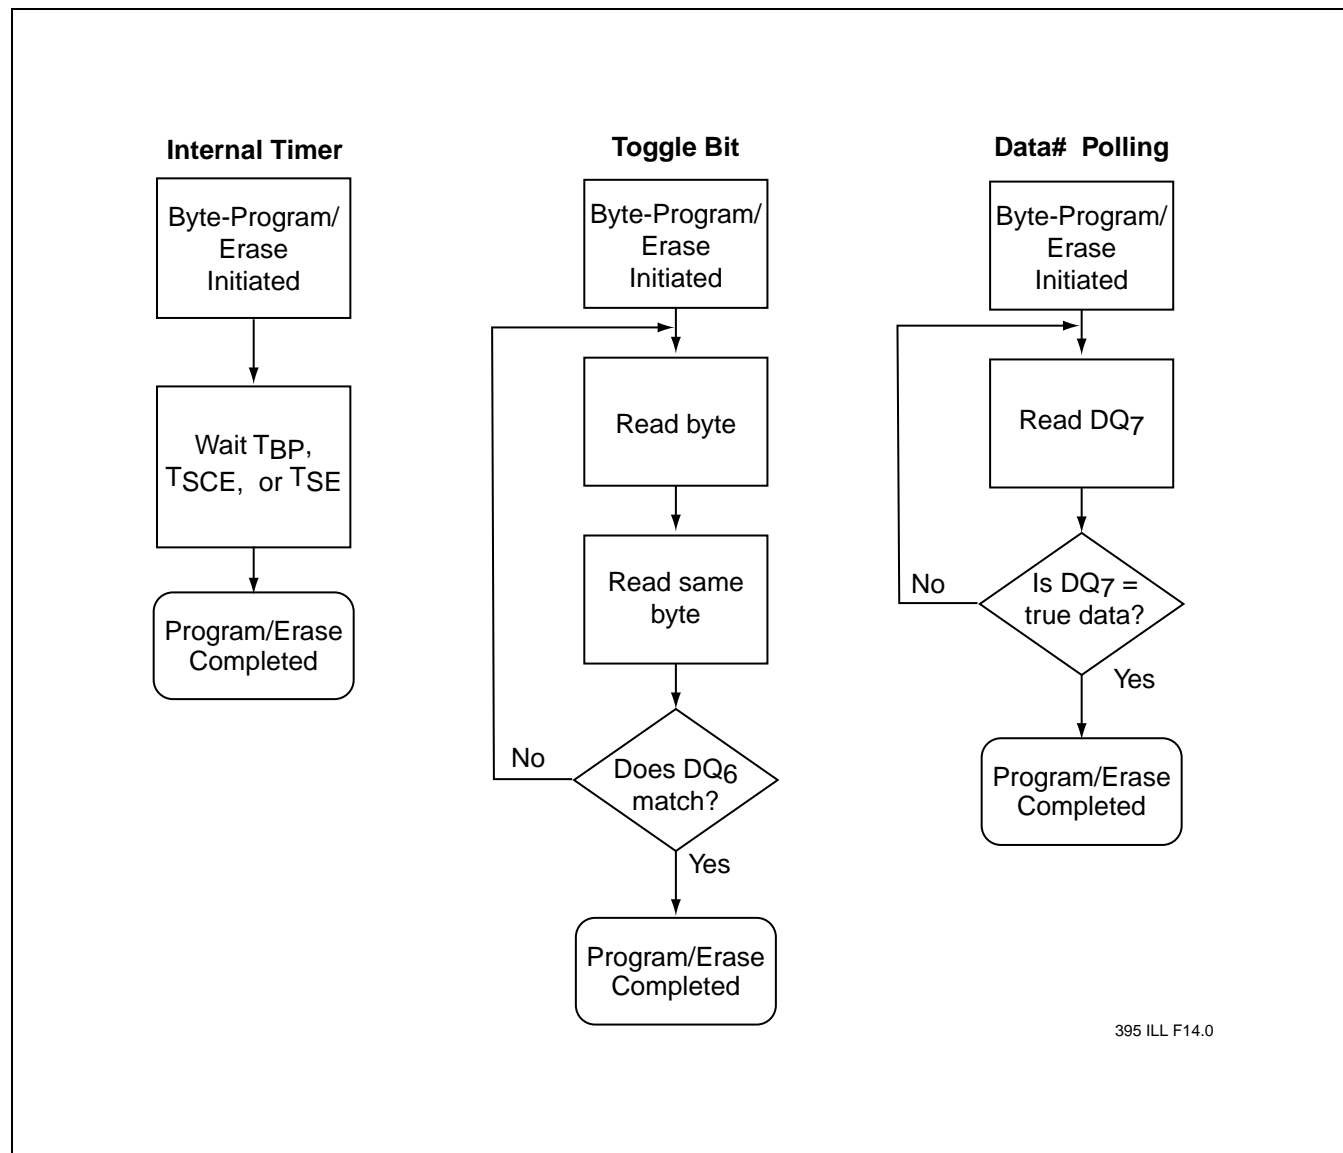 Internal Timer
Byte-Program/
Erase
Initiated
Wait TBP,
TSCE, or TSE
Program/Erase
Completed
Toggle Bit
Byte-Program/
Erase
Initiated
Read byte
Read same
byte
No
Does DQ6
match?
Yes
Program/Erase
Completed
Data# Polling
Byte-Program/
Erase
Initiated
Read DQ7
No
Is DQ7 =
true data?
Yes
Program/Erase
Completed
395 ILL F14.0